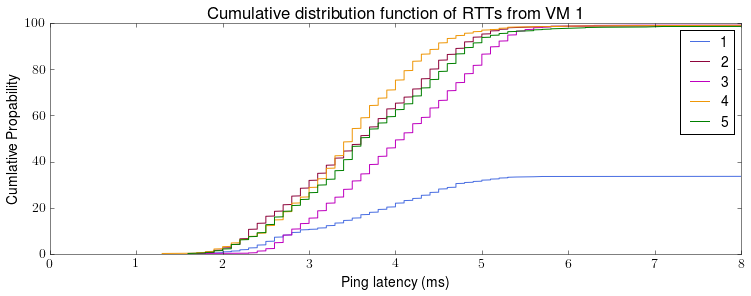 Cumulative distribution function of RTTs from VM 1
Cumlative Propability
100
80
60
40
20
0
0 1 2 3 4 5 6 7 8
Ping latency (ms)
1
2
3
4
5